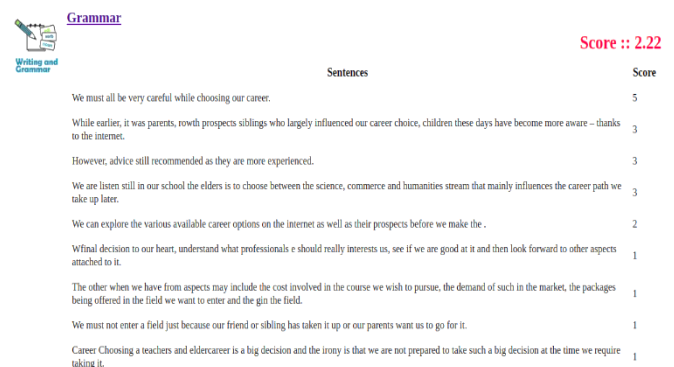 Grammar
Score :: 2.22
Writing and
Grammar
Sentences Score
We must all be very careful while choosing our career. 5
While earlier, it was parents, rowth prospects siblings who largely influenced our career choice, children these days have become more aware – thanks
to the internet. 3
However, advice still recommended as they are more experienced. 3
We are listen still in our school the elders is to choose between the science, commerce and humanities stream that mainly influences the career path we
take up later. 3
We can explore the various available career options on the internet as well as their prospects before we make the . 2
Wfinal decision to our heart, understand what professionals e should really interests us, see if we are good at it and then look forward to other aspects
attached to it. 1
The other when we have from aspects may include the cost involved in the course we wish to pursue, the demand of such in the market, the packages
being offered in the field we want to enter and the gin the field. 1
We must not enter a field just because our friend or sibling has taken it up or our parents want us to go for it. 1
Career Choosing a teachers and eldercareer is a big decision and the irony is that we are not prepared to take such a big decision at the time we require
taking it. 1